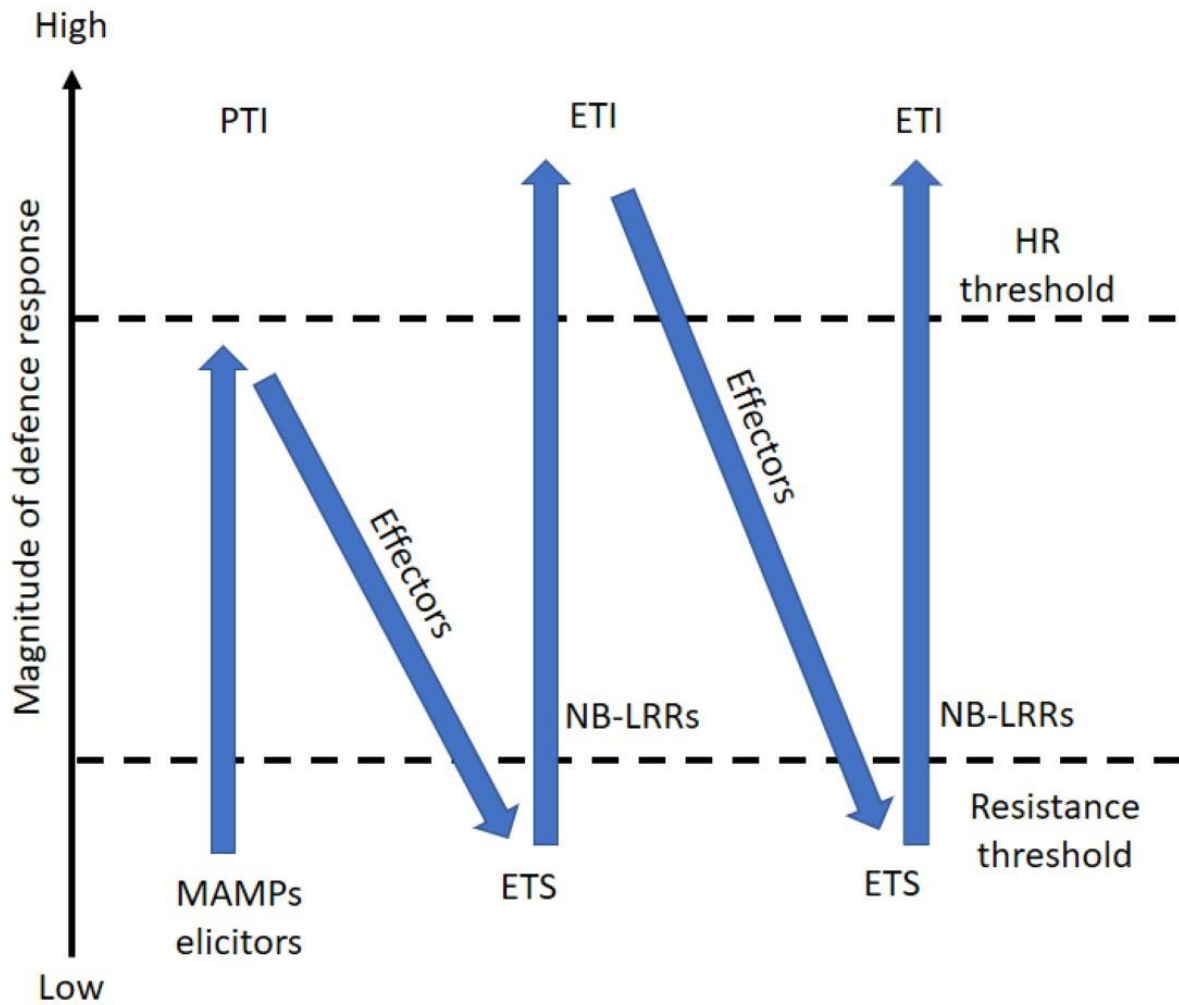 High
PTI
ETI
ETI
Magnitude of defence response
HR
threshold
Effectors
Effectors
NB-LRRs
NB-LRRs
Resistance
threshold
MAMPs
elicitors
ETS
ETS
Low